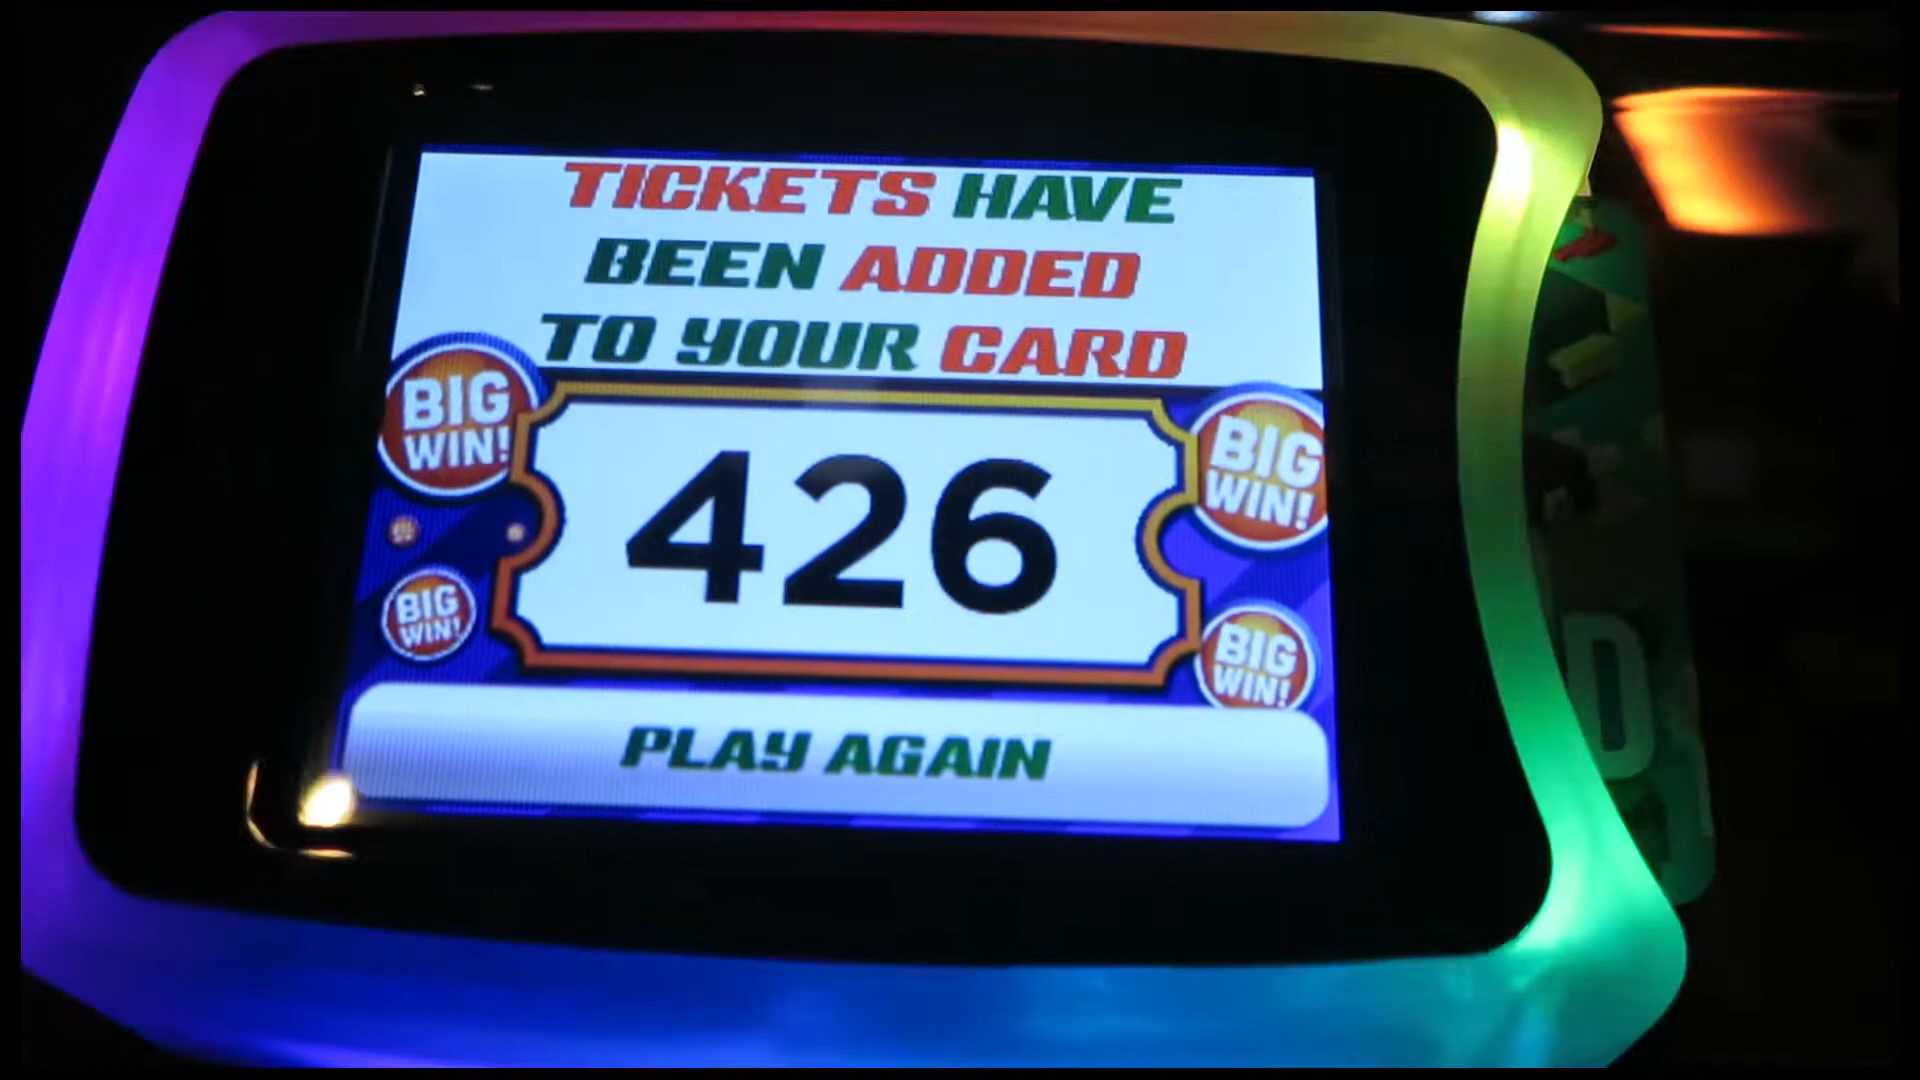 TICKETS HAVE
BEEN ADDED
TO YOUR CARD
BIG
WIN!
BIG
WIN!
426
BIG
WIN!
BIG
WIN!
PLAY AGAIN
D